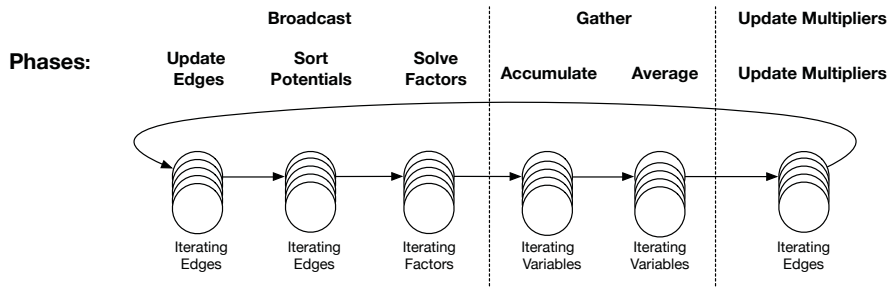 Broadcast Gather Update Multipliers
Phases: Update Edges Sort Potentials Solve Factors Accumulate Average Update Multipliers
Iterating Edges Iterating Edges Iterating Factors Iterating Variables Iterating Variables Iterating Edges